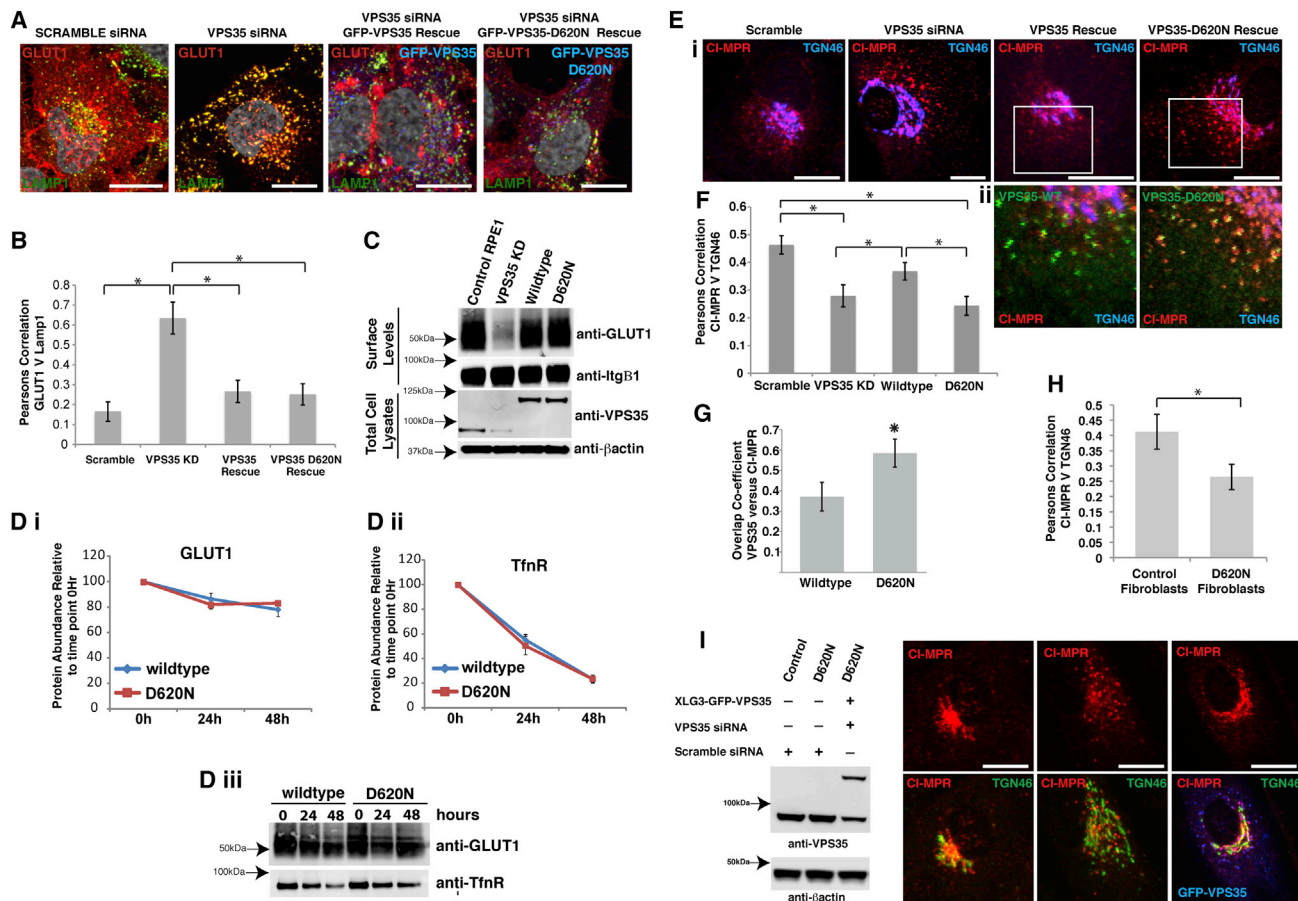 A
SCRAMBLE siRNA
VPS35 siRNA
VPS35 siRNA
GFP-VPS35 Rescue
VPS35 siRNA
GFP-VPS35-D620N Rescue
GLUT1
LAMP1
GLUT1
LAMP1
GLUT1
GFP-VPS35
LAMP1
GLUT1
GFP-VPS35
D620N
LAMP1
B
Pearsons Correlation
GLUT1 V Lamp1
0.9
0.8
0.7
0.6
0.5
0.4
0.3
0.2
0.1
0
*
*
*
Scramble
VPS35 KD
VPS35
Rescue
VPS35 D620N
Rescue
C
Control RPE1
VPS35 KD
Wildtype
D620N
Surface
Levels
Total Cell
Lysates
50kDa
100kDa
125kDa
100kDa
37kDa
anti-GLUT1
anti-ItgB1
anti-VPS35
anti-βactin
D i
GLUT1
Protein Abundance Relative
to time point 0Hr
120
100
80
60
40
20
0
wildtype
D620N
0h
24h
48h
D ii
TfnR
Protein Abundance Relative
to time point 0Hr
120
100
80
60
40
20
0
wildtype
D620N
0h
24h
48h
D iii
wildtype
D620N
0 24 48 0 24 48 hours
50kDa
anti-GLUT1
100kDa
anti-TfnR
E
Scramble
VPS35 siRNA
VPS35 Rescue
VPS35-D620N Rescue
i
CI-MPR
TGN46
CI-MPR
TGN46
CI-MPR
TGN46
CI-MPR
TGN46
ii
VPS35-WT
CI-MPR
TGN46
VPS35-D620N
CI-MPR
TGN46
F
Pearsons Correlation
CI-MPR V TGN46
0.6
0.5
0.4
0.3
0.2
0.1
0
*
*
*
*
Scramble
VPS35 KD
Wildtype
D620N
G
Overlap Co-efficient
VPS35 versus CI-MPR
0.7
0.6
0.5
0.4
0.3
0.2
0.1
*
Wildtype
D620N
H
Pearsons Correlation
CI-MPR V TGN46
0.5
0.45
0.4
0.35
0.3
0.25
0.2
0.15
0.1
0.05
0
*
Control
Fibroblasts
D620N
Fibroblasts
I
Control
D620N
D620N
XLG3-GFP-VPS35 – – +
VPS35 siRNA – – +
Scramble siRNA + + –
100kDa
anti-VPS35
50kDa
anti-βactin
CI-MPR
CI-MPR
CI-MPR
CI-MPR
TGN46
CI-MPR
TGN46
CI-MPR
TGN46
GFP-VPS35